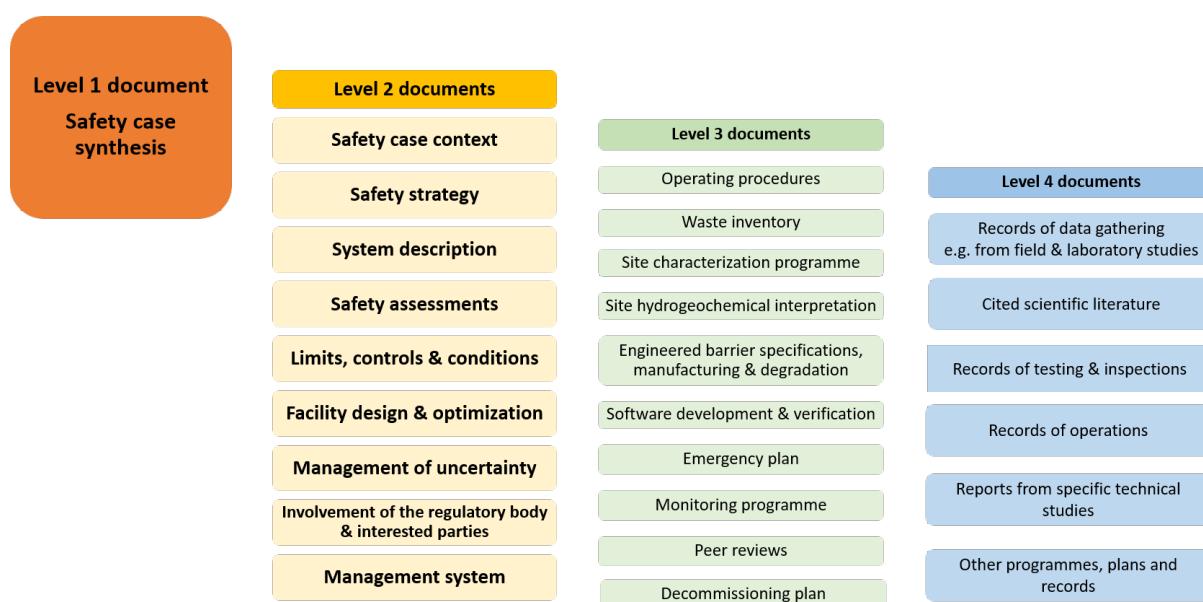 Level 1 document
Safety case
synthesis
Level 2 documents
Safety case context
Safety strategy
System description
Safety assessments
Limits, controls & conditions
Facility design & optimization
Management of uncertainty
Involvement of the regulatory body
& interested parties
Management system
Level 3 documents
Operating procedures
Waste inventory
Site characterization programme
Site hydrogeochemical interpretation
Engineered barrier specifications,
manufacturing & degradation
Software development & verification
Emergency plan
Monitoring programme
Peer reviews
Decommissioning plan
Level 4 documents
Records of data gathering
e.g. from field & laboratory studies
Cited scientific literature
Records of testing & inspections
Records of operations
Reports from specific technical
studies
Other programmes, plans and
records